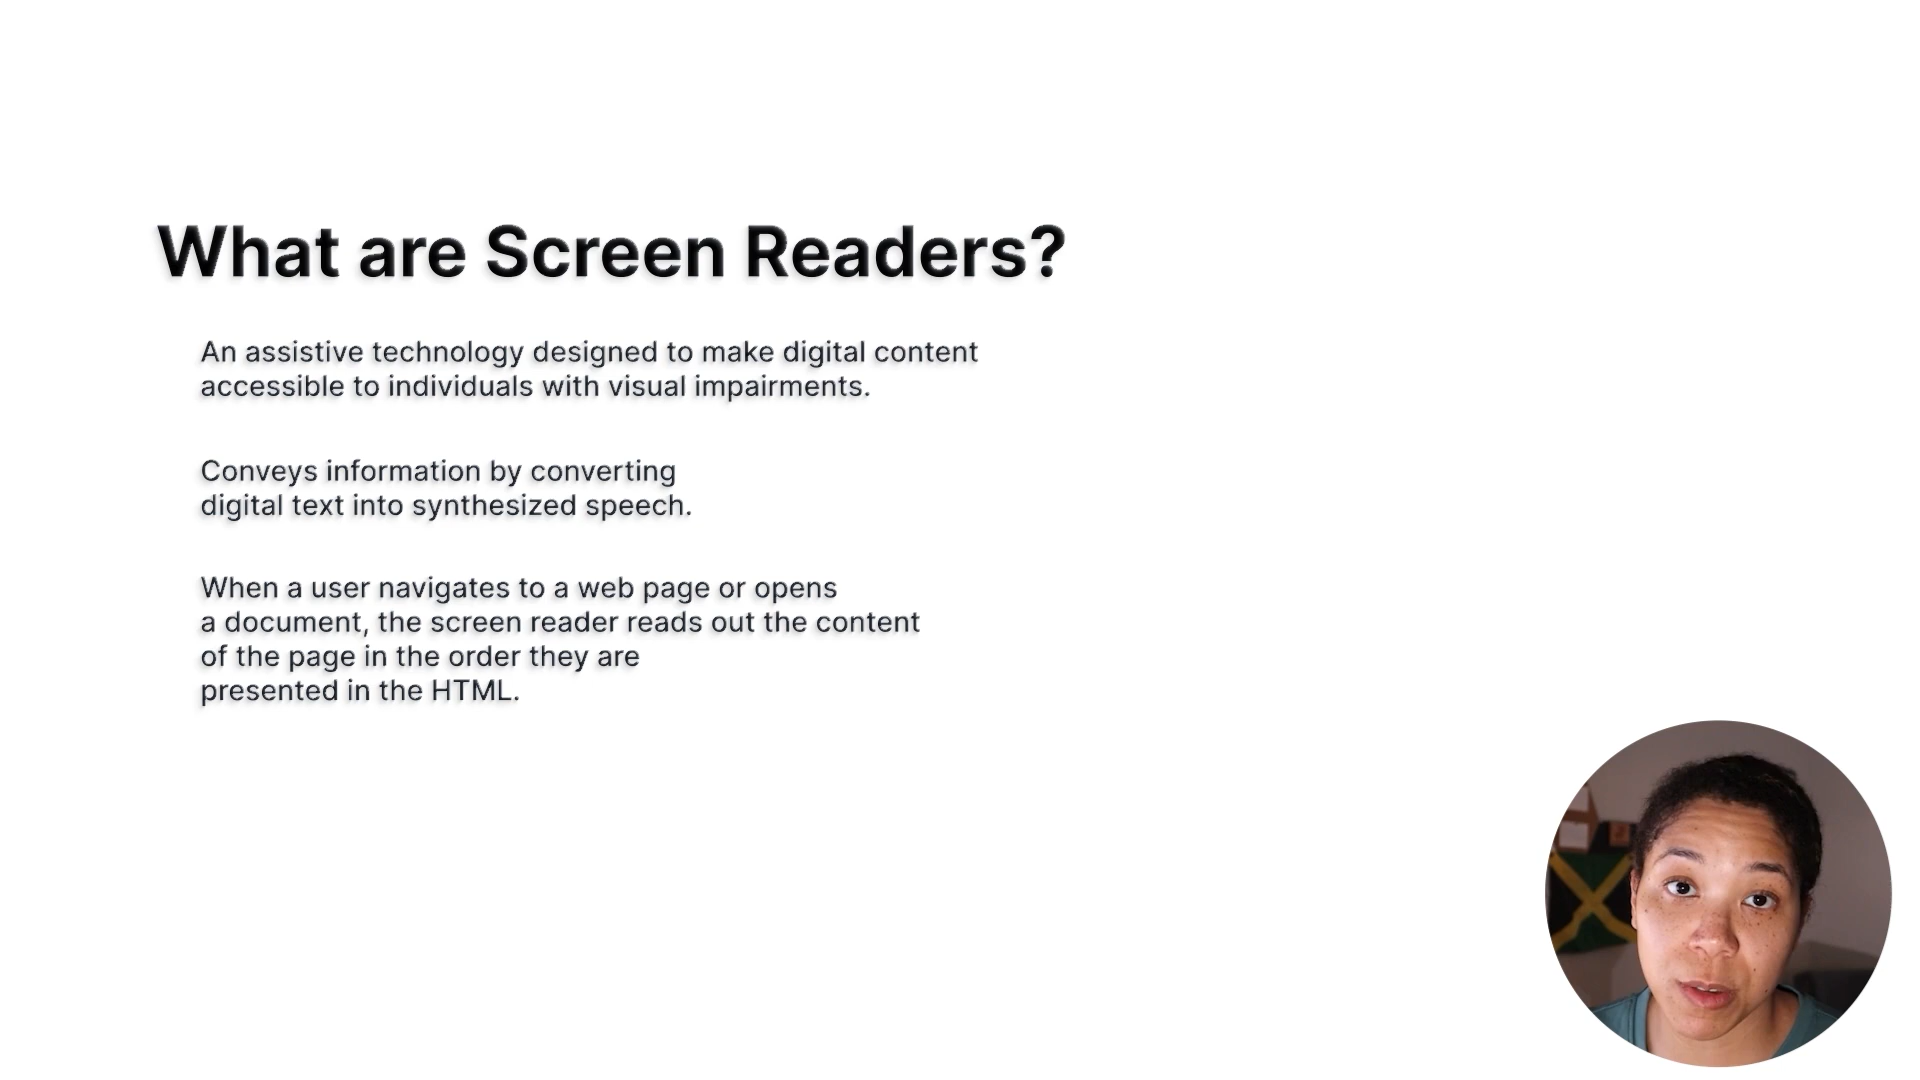 What are Screen Readers?
An assistive technology designed to make digital content
accessible to individuals with visual impairments.
Conveys information by converting
digital text into synthesized speech.
When a user navigates to a web page or opens
a document, the screen reader reads out the content
of the page in the order they are
presented in the HTML.